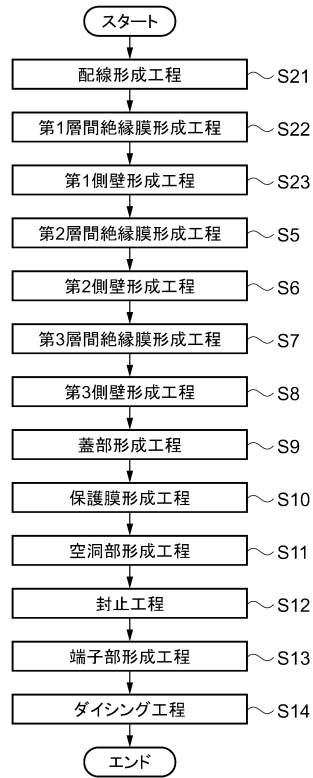 スタート
配線形成工程 S21
第1層間絶縁膜形成工程 S22
第1側壁形成工程 S23
第2層間絶縁膜形成工程 S5
第2側壁形成工程 S6
第3層間絶縁膜形成工程 S7
第3側壁形成工程 S8
蓋部形成工程 S9
保護膜形成工程 S10
空洞部形成工程 S11
封止工程 S12
端子部形成工程 S13
ダイシング工程 S14
エンド